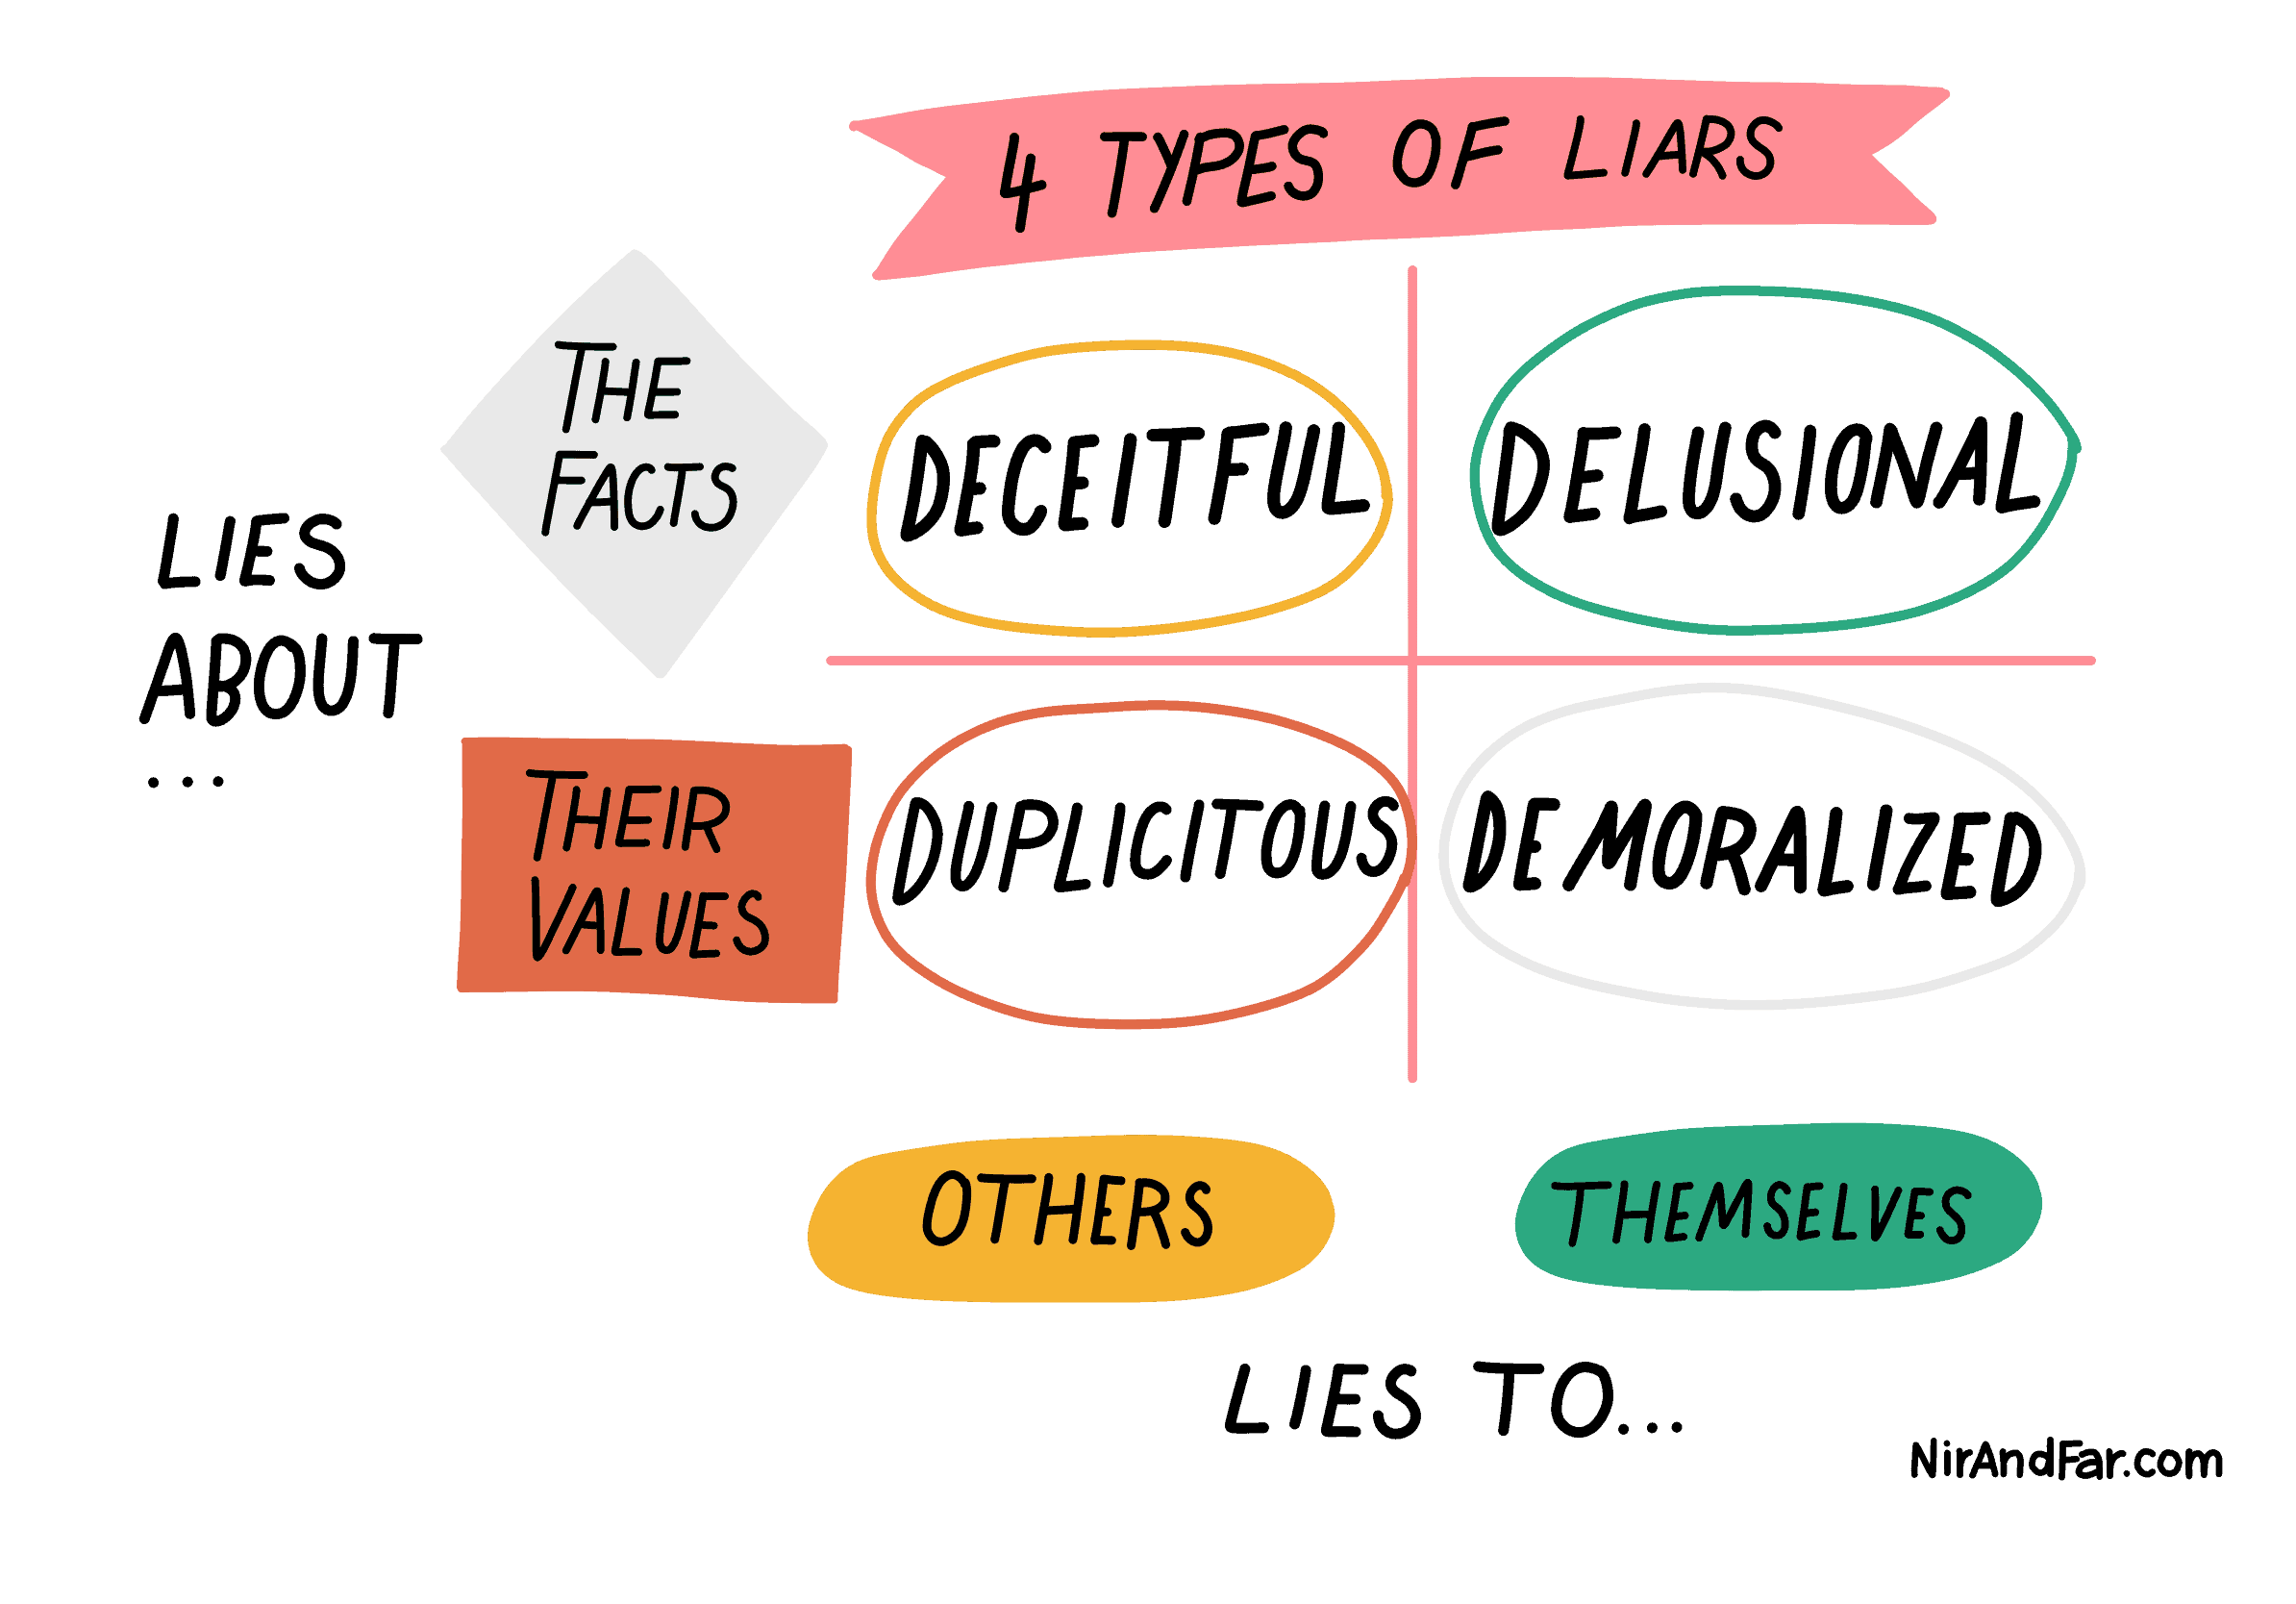 4 TYPES OF LIARS
THE
FACTS
DECEITFUL
DELUSIONAL
LIES
ABOUT
...
THEIR
VALUES
DUPLICITOUS
DEMORALIZED
OTHERS
THEMSELVES
LIES TO...
NirAndFar.com